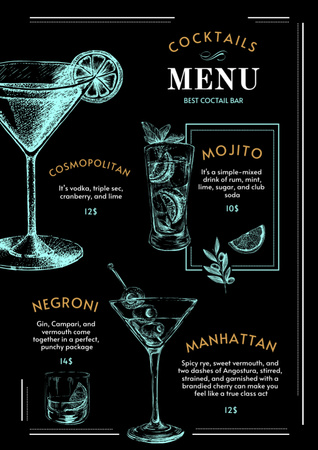 COCKTAILS
MENU
BEST COCTAIL BAR
COSMOPOLITAN
It's vodka, triple sec,
cranberry, and lime
12$
MOJITO
It's a simple-mixed
drink of rum, mint,
lime, sugar, and club
soda
10$
NEGRONI
Gin, Campari, and
vermouth come
together in a perfect,
punchy package
14$
MANHATTAN
Spicy rye, sweet vermouth, and
two dashes of Angostura, stirred,
strained, and garnished with a
brandied cherry can make you
feel like a true class act
12$